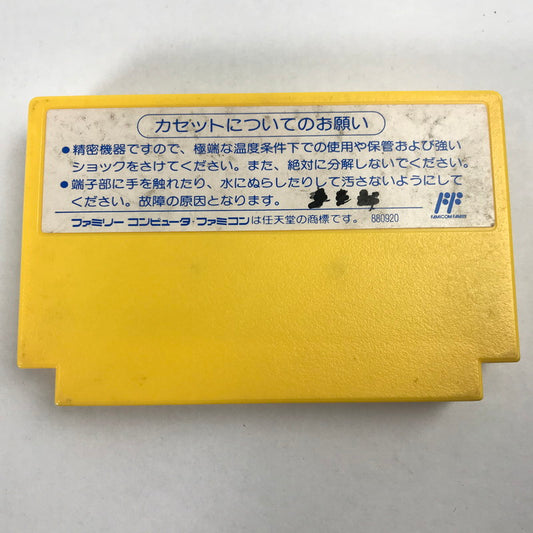 カセットについてのお願い
●精密機器ですので、極端な温度条件下での使用や保管および強い
ショックをさけてください。また、絶対に分解しないでください。
●端子部に手を触れたり、水にぬらしたりして汚さないようにして
ください。故障の原因となります。
ファミリーコンピュータ・ファミコンは任天堂の商標です。 880920
FAMICOM FAMILY